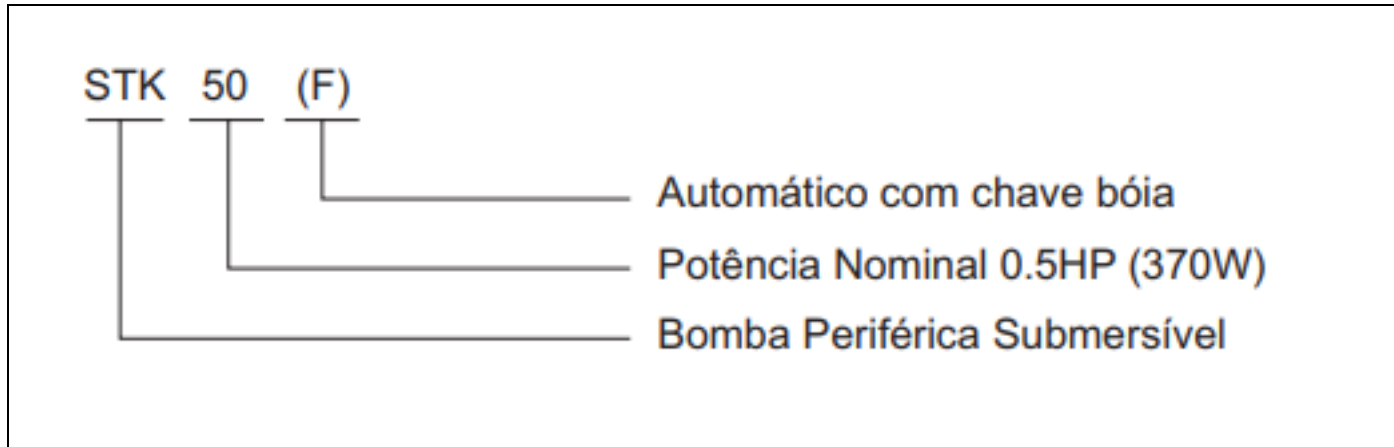 STK 50 (F)
Automático com chave bóia
Potência Nominal 0.5HP (370W)
Bomba Periférica Submersível